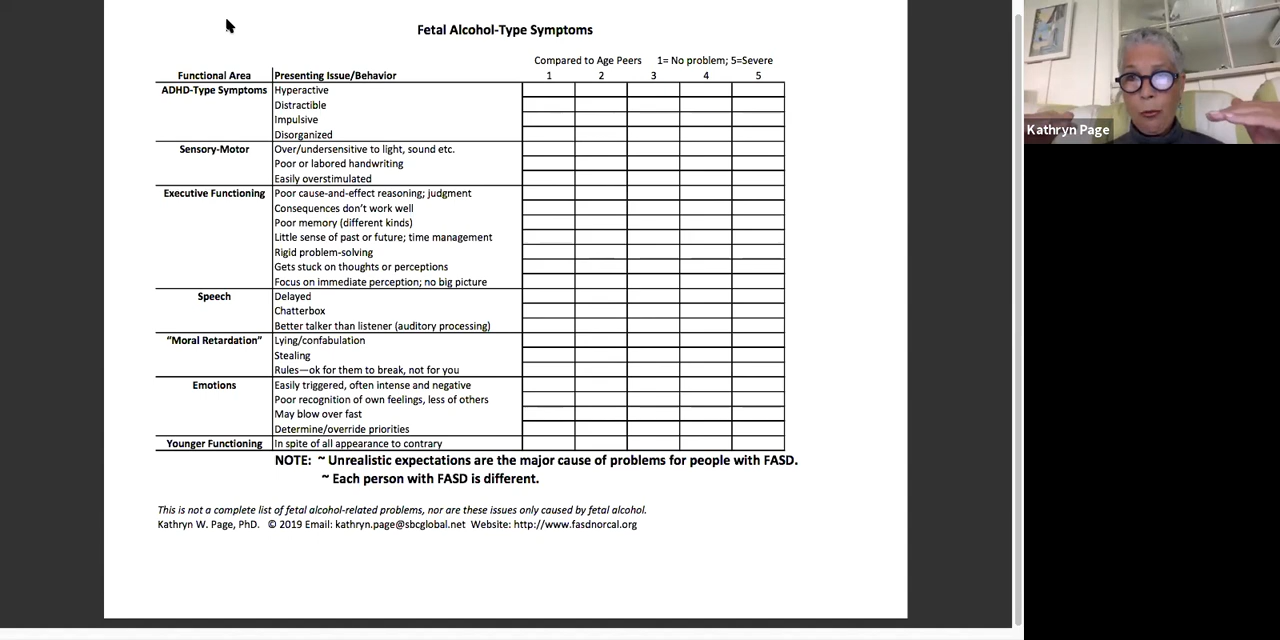 Fetal Alcohol-Type Symptoms
Compared to Age Peers 1= No problem; 5=Severe
Functional Area Presenting Issue/Behavior 1 2 3 4 5
ADHD-Type Symptoms Hyperactive
Distractible
Impulsive
Disorganized
Sensory-Motor Over/undersensitive to light, sound etc.
Poor or labored handwriting
Easily overstimulated
Executive Functioning Poor cause-and-effect reasoning; judgment
Consequences don’t work well
Poor memory (different kinds)
Little sense of past or future; time management
Rigid problem-solving
Gets stuck on thoughts or perceptions
Focus on immediate perception; no big picture
Speech Delayed
Chatterbox
Better talker than listener (auditory processing)
“Moral Retardation” Lying/confabulation
Stealing
Rules—ok for them to break, not for you
Emotions Easily triggered, often intense and negative
Poor recognition of own feelings, less of others
May blow over fast
Determine/override priorities
Younger Functioning In spite of all appearance to contrary
NOTE: ~ Unrealistic expectations are the major cause of problems for people with FASD.
~ Each person with FASD is different.
This is not a complete list of fetal alcohol-related problems, nor are these issues only caused by fetal alcohol.
Kathryn W. Page, PhD. © 2019 Email: kathryn.page@sbcglobal.net Website: http://www.fasdnorcal.org
Kathryn Page